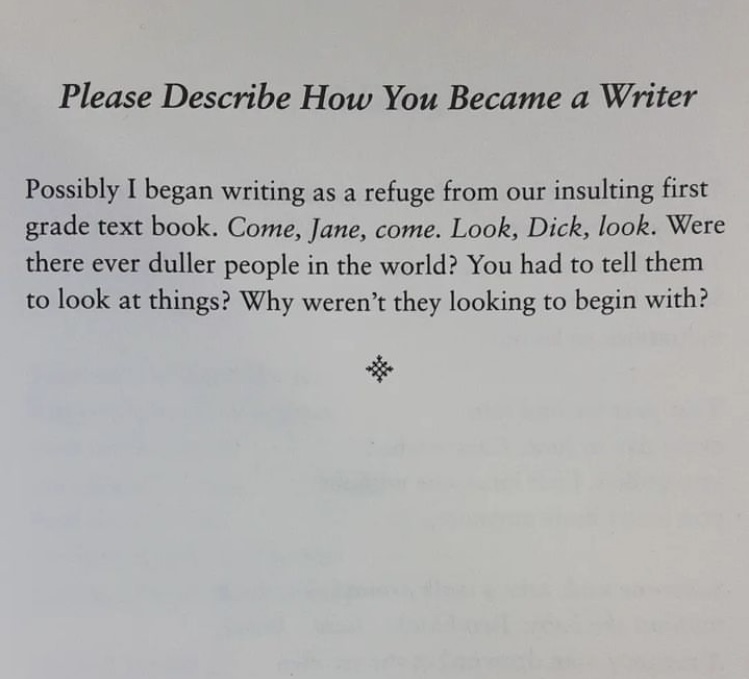 Please Describe How You Became a Writer
Possibly I began writing as a refuge from our insulting first
grade text book. Come, Jane, come. Look, Dick, look. Were
there ever duller people in the world? You had to tell them
to look at things? Why weren't they looking to begin with?